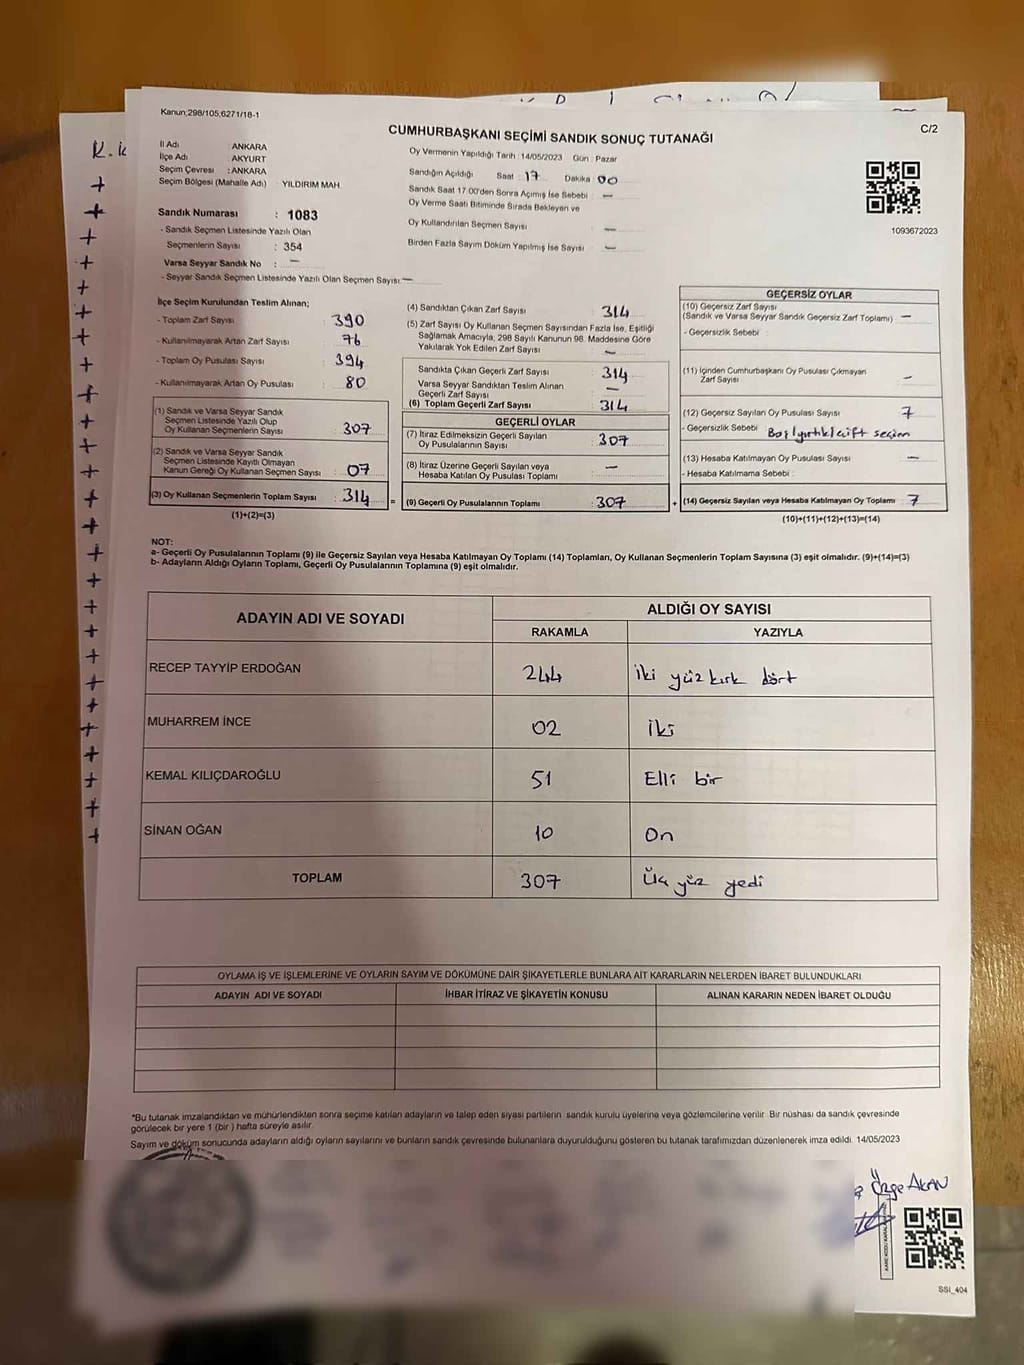 Kanun;298/105,6271/18-1
C/2
CUMHURBAŞKANI SEÇİMİ SANDIK SONUÇ TUTANAĞI
İl Adı : ANKARA
İlçe Adı : AKYURT
Seçim Çevresi : ANKARA
Seçim Bölgesi (Mahalle Adı) : YILDIRIM MAH.
Sandık Numarası : 1083
- Sandık Seçmen Listesinde Yazılı Olan
Seçmenlerin Sayısı : 354
Varsa Seyyar Sandık No : –
- Seyyar Sandık Seçmen Listesinde Yazılı Olan Seçmen Sayısı: –
Oy Vermenin Yapıldığı Tarih : 14/05/2023 Gün : Pazar
Sandığın Açıldığı Saat : 17 Dakika : 00
Sandık Saat 17:00'den Sonra Açımış İse Sebebi : –
Oy Verme Saati Bitiminde Sırada Bekleyen ve
Oy Kullandırılan Seçmen Sayısı : –
Birden Fazla Sayım Döküm Yapılmış İse Sayısı : –
1093672023
İlçe Seçim Kurulundan Teslim Alınan;
- Toplam Zarf Sayısı : 390
- Kullanılmayarak Artan Zarf Sayısı : 76
- Toplam Oy Pusulası Sayısı : 394
- Kullanılmayarak Artan Oy Pusulası : 80
(1) Sandık ve Varsa Seyyar Sandık
Seçmen Listesinde Yazılı Olup
Oy Kullanan Seçmenlerin Sayısı : 307
(2) Sandık ve Varsa Seyyar Sandık
Seçmen Listesinde Kayıtlı Olmayan
Kanun Gereği Oy Kullanan Seçmen Sayısı : 07
(3) Oy Kullanan Seçmenlerin Toplam Sayısı : 314 =
(1)+(2)=(3)
(4) Sandıktan Çıkan Zarf Sayısı : 314
(5) Zarf Sayısı Oy Kullanan Seçmen Sayısından Fazla İse, Eşitliği
Sağlamak Amacıyla, 298 Sayılı Kanunun 98. Maddesine Göre
Yakılarak Yok Edilen Zarf Sayısı : –
Sandıkta Çıkan Geçerli Zarf Sayısı : 314
Varsa Seyyar Sandıktan Teslim Alınan
Geçerli Zarf Sayısı : –
(6) Toplam Geçerli Zarf Sayısı : 314
GEÇERLİ OYLAR
(7) İtiraz Edilmeksizin Geçerli Sayılan
Oy Pusulalarının Sayısı : 307
(8) İtiraz Üzerine Geçerli Sayılan veya
Hesaba Katılan Oy Pusulası Toplamı : –
(9) Geçerli Oy Pusulalarının Toplamı : 307 +
GEÇERSİZ OYLAR
(10) Geçersiz Zarf Sayısı
(Sandık ve Varsa Seyyar Sandık Geçersiz Zarf Toplamı) : –
- Geçersizlik Sebebi :
(11) İçinden Cumhurbaşkanı Oy Pusulası Çıkmayan
Zarf Sayısı : –
(12) Geçersiz Sayılan Oy Pusulası Sayısı : 7
- Geçersizlik Sebebi : Boş/yırtık/çift seçim
(13) Hesaba Katılmayan Oy Pusulası Sayısı : –
- Hesaba Katılmama Sebebi :
(14) Geçersiz Sayılan veya Hesaba Katılmayan Oy Toplamı : 7
(10)+(11)+(12)+(13)=(14)
NOT:
a- Geçerli Oy Pusulalarının Toplamı (9) ile Geçersiz Sayılan veya Hesaba Katılmayan Oy Toplamı (14) Toplamları, Oy Kullanan Seçmenlerin Toplam Sayısına (3) eşit olmalıdır. (9)+(14)=(3)
b- Adayların Aldığı Oyların Toplamı, Geçerli Oy Pusulalarının Toplamına (9) eşit olmalıdır.
ADAYIN ADI VE SOYADI ALDIĞI OY SAYISI
RAKAMLA YAZIYLA
RECEP TAYYİP ERDOĞAN 244 iki yüz kırk dört
MUHARREM İNCE 02 iki
KEMAL KILIÇDAROĞLU 51 Elli bir
SİNAN OĞAN 10 On
TOPLAM 307 Üç yüz yedi
OYLAMA İŞ VE İŞLEMLERİNE VE OYLARIN SAYIM VE DÖKÜMÜNE DAİR ŞİKAYETLERLE BUNLARA AİT KARARLARIN NELERDEN İBARET BULUNDUKLARI
ADAYIN ADI VE SOYADI İHBAR İTİRAZ VE ŞİKAYETİN KONUSU ALINAN KARARIN NEDEN İBARET OLDUĞU
*Bu tutanak imzalandıktan ve mühürlendikten sonra seçime katılan adayların ve talep eden siyasi partilerin sandık kurulu üyelerine veya gözlemcilerine verilir. Bir nüshası da sandık çevresinde
görülecek bir yere 1 (bir) hafta süreyle asılır.
Sayım ve döküm sonucunda adayların aldığı oyların sayılarını ve bunların sandık çevresinde bulunanlara duyurulduğunu gösteren bu tutanak tarafımızdan düzenlenerek imza edildi. 14/05/2023
Özge AKAN
SSI_404